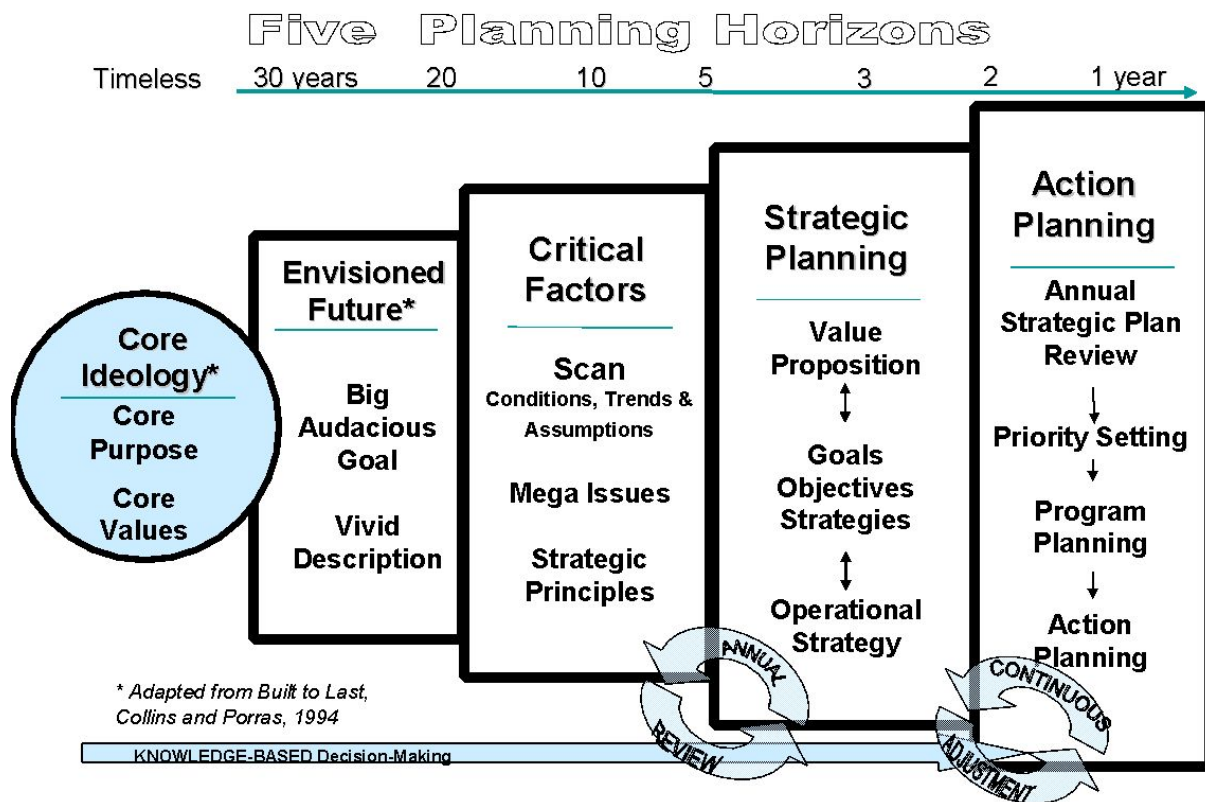 Five Planning Horizons
Timeless 30 years 20 10 5 3 2 1 year
Core
Ideology*
Core
Purpose
Core
Values
Envisioned
Future*
Big
Audacious
Goal
Vivid
Description
Critical
Factors
Scan
Conditions, Trends &
Assumptions
Mega Issues
Strategic
Principles
Strategic
Planning
Value
Proposition
Goals
Objectives
Strategies
Operational
Strategy
Action
Planning
Annual
Strategic Plan
Review
Priority Setting
Program
Planning
Action
Planning
ANNUAL
REVIEW
CONTINUOUS
ADJUSTMENT
* Adapted from Built to Last,
Collins and Porras, 1994
KNOWLEDGE-BASED Decision-Making